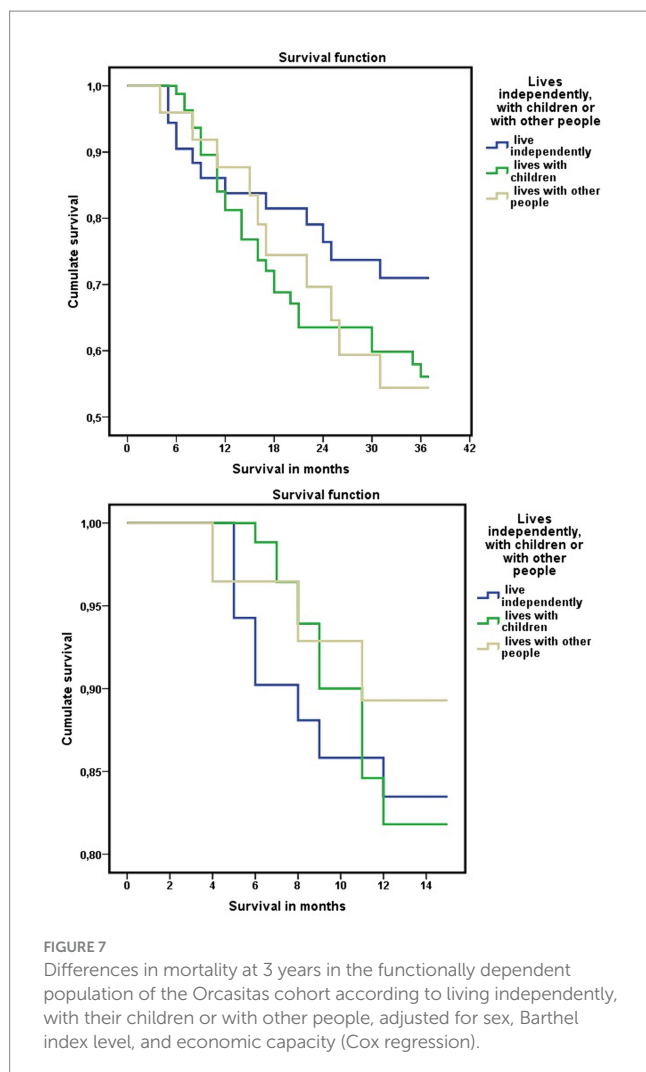 Survival function
Lives
independently,
with children or
with other people
live
independently
lives with
children
lives with other
people
Cumulate survival
1,0
0,9
0,8
0,7
0,6
0,5
0 6 12 18 24 30 36 42
Survival in months
Survival function
Lives
independently,
with children or
with other
people
live
independently
lives with
children
lives with other
people
Cumulate survival
1,00
0,95
0,90
0,85
0,80
0 2 4 6 8 10 12 14
Survival in months
FIGURE 7
Differences in mortality at 3 years in the functionally dependent
population of the Orcasitas cohort according to living independently,
with their children or with other people, adjusted for sex, Barthel
index level, and economic capacity (Cox regression).